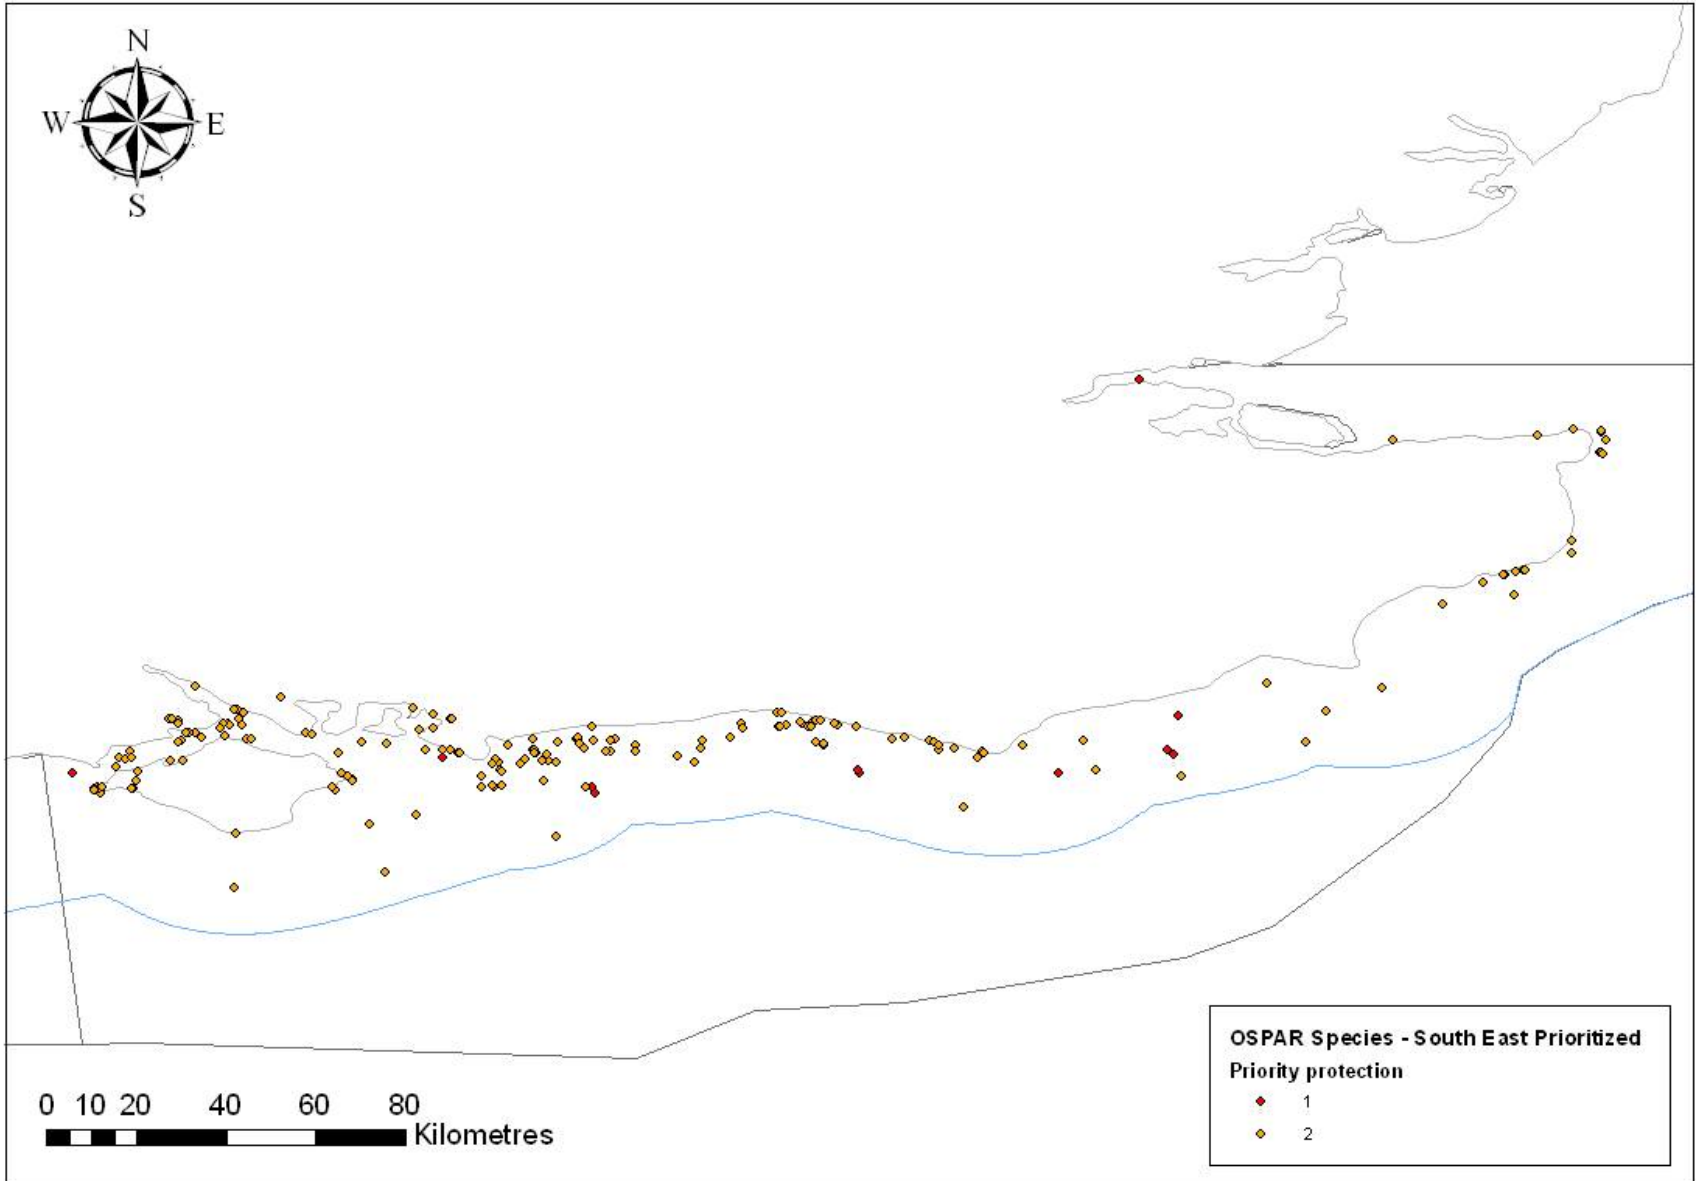 N
W E
S
0 10 20 40 60 80
Kilometres
OSPAR Species - South East Prioritized
Priority protection
1
2